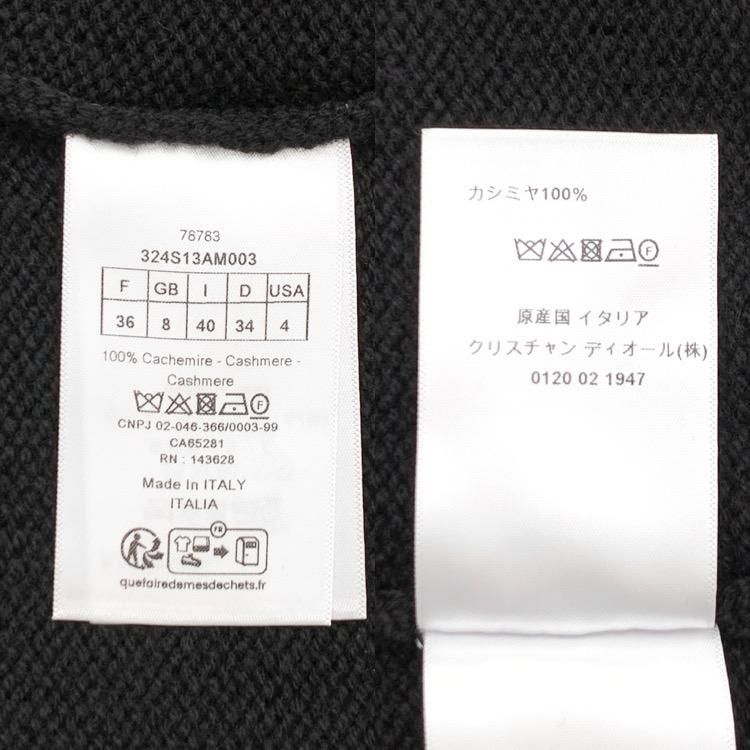 78783
324S13AM003
F GB I D USA
36 8 40 34 4
100% Cachemire - Cashmere -
Cashmere
F
CNPJ 02-046-366/0003-99
CA65281
RN : 143628
Made In ITALY
ITALIA
FR
quefairedemesdechets.fr
カシミヤ100%
F
原産国 イタリア
クリスチャン ディオール(株)
0120 02 1947